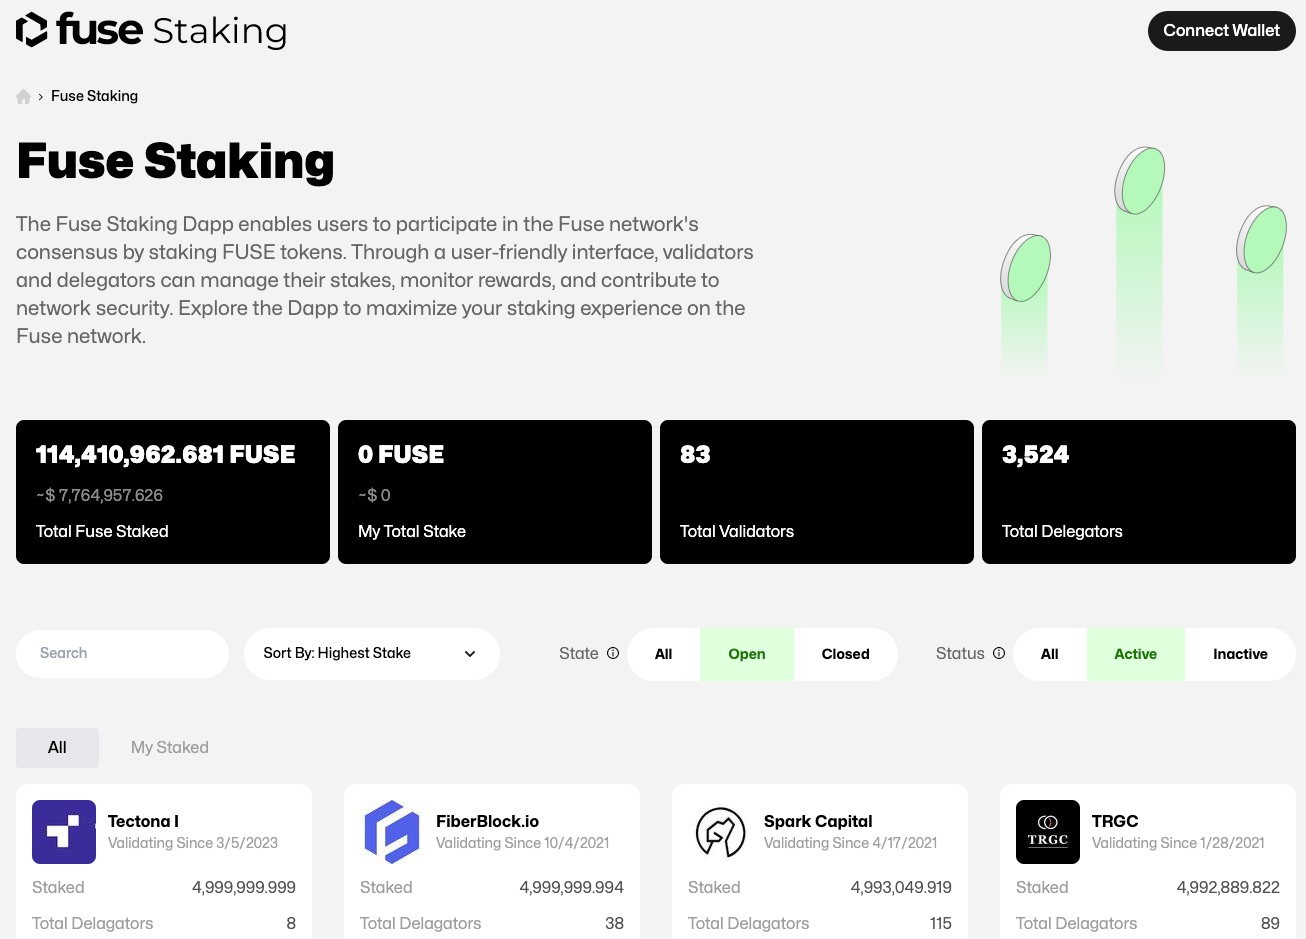 fuse Staking
Connect Wallet
› Fuse Staking
Fuse Staking
The Fuse Staking Dapp enables users to participate in the Fuse network's
consensus by staking FUSE tokens. Through a user-friendly interface, validators
and delegators can manage their stakes, monitor rewards, and contribute to
network security. Explore the Dapp to maximize your staking experience on the
Fuse network.
114,410,962.681 FUSE
~$ 7,764,957.626
Total Fuse Staked
0 FUSE
~$ 0
My Total Stake
83
Total Validators
3,524
Total Delegators
Search
Sort By: Highest Stake
State
All
Open
Closed
Status
All
Active
Inactive
All
My Staked
Tectona I
Validating Since 3/5/2023
Staked 4,999,999.999
Total Delagators 8
FiberBlock.io
Validating Since 10/4/2021
Staked 4,999,999.994
Total Delagators 38
Spark Capital
Validating Since 4/17/2021
Staked 4,993,049.919
Total Delagators 115
TRGC
TRGC
Validating Since 1/28/2021
Staked 4,992,889.822
Total Delagators 89